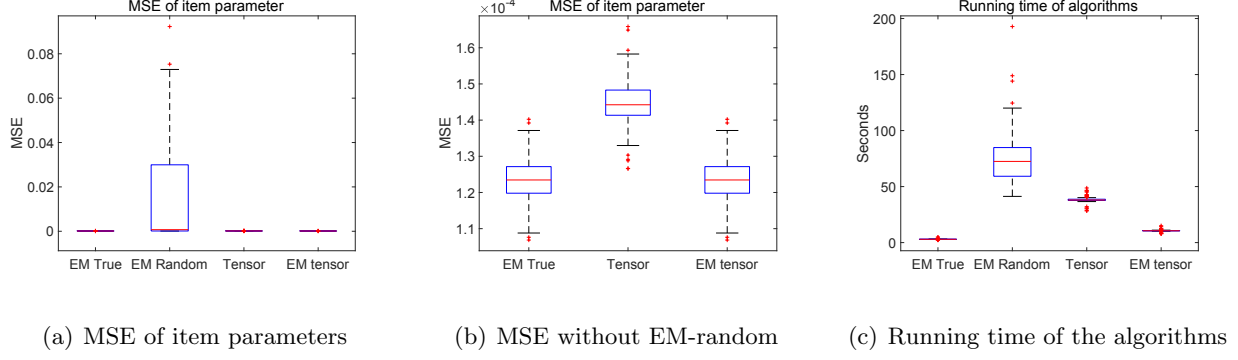 MSE of item parameter
MSE
0.08
0.06
0.04
0.02
0
EM True EM Random Tensor EM tensor
×10⁻⁴ MSE of item parameter
MSE
1.6
1.4
1.3
1.2
1.1
EM True Tensor EM tensor
Running time of algorithms
Seconds
200
150
100
50
0
EM True EM Random Tensor EM tensor
(a) MSE of item parameters
(b) MSE without EM-random
(c) Running time of the algorithms